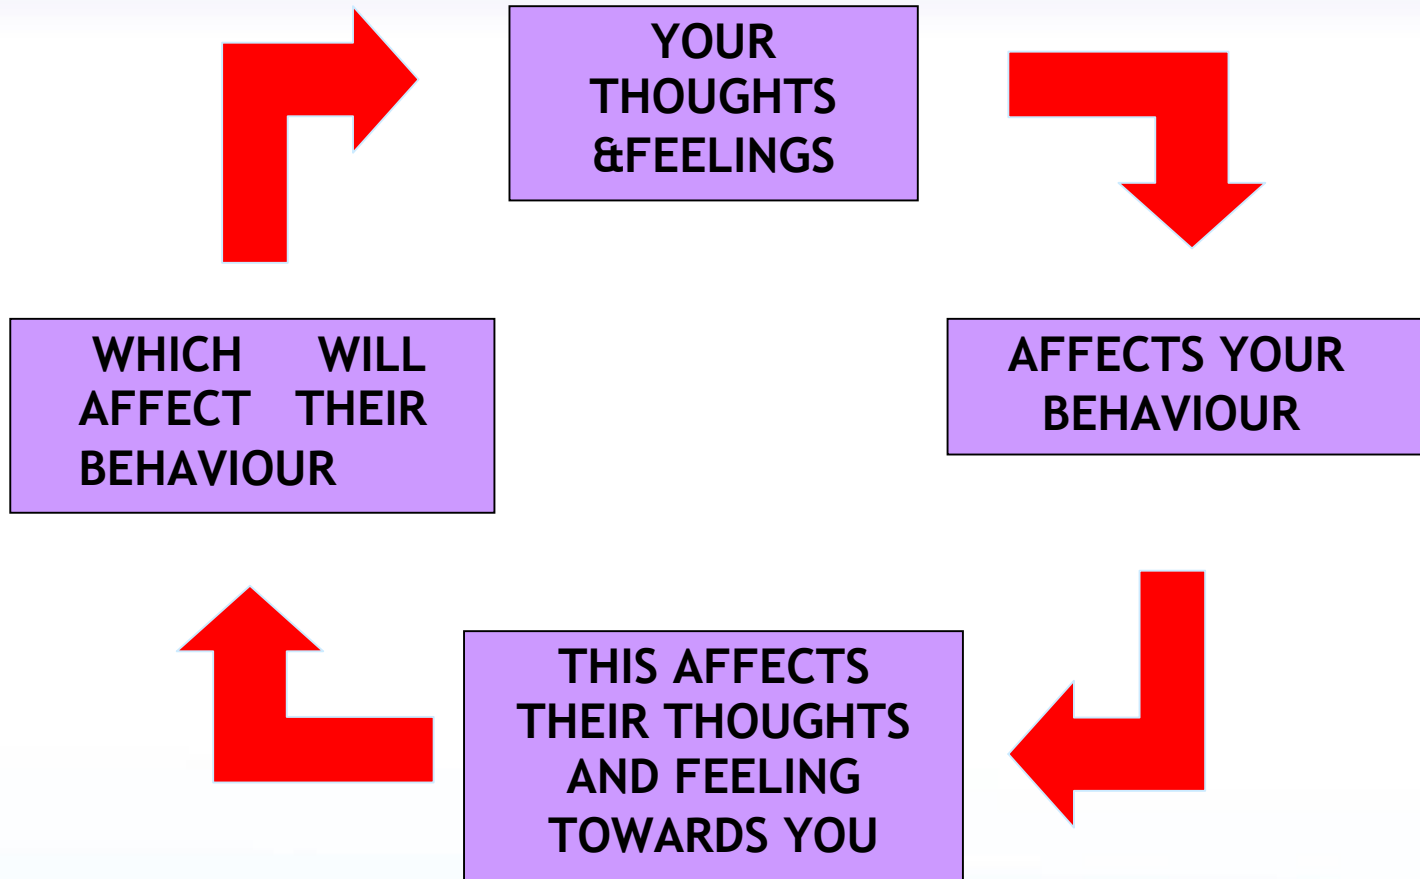 YOUR
THOUGHTS
&FEELINGS
AFFECTS YOUR
BEHAVIOUR
THIS AFFECTS
THEIR THOUGHTS
AND FEELING
TOWARDS YOU
WHICH WILL
AFFECT THEIR
BEHAVIOUR